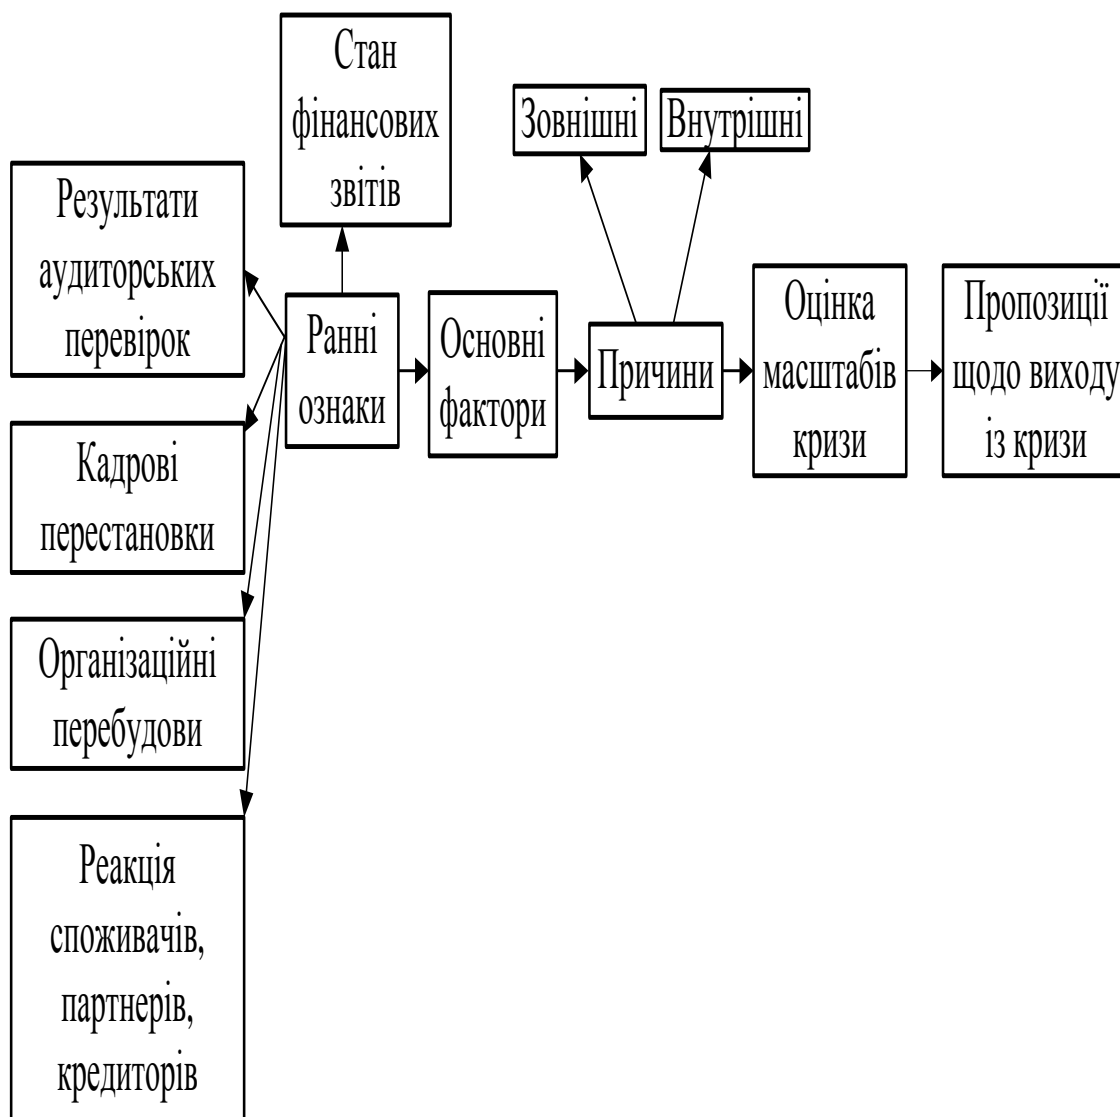 Стан
фінансових
звітів
Зовнішні
Внутрішні
Результати
аудиторських
перевірок
Ранні
ознаки
Основні
фактори
Причини
Оцінка
масштабів
кризи
Пропозиції
щодо виходу
із кризи
Кадрові
перестановки
Організаційні
перебудови
Реакція
споживачів,
партнерів,
кредиторів